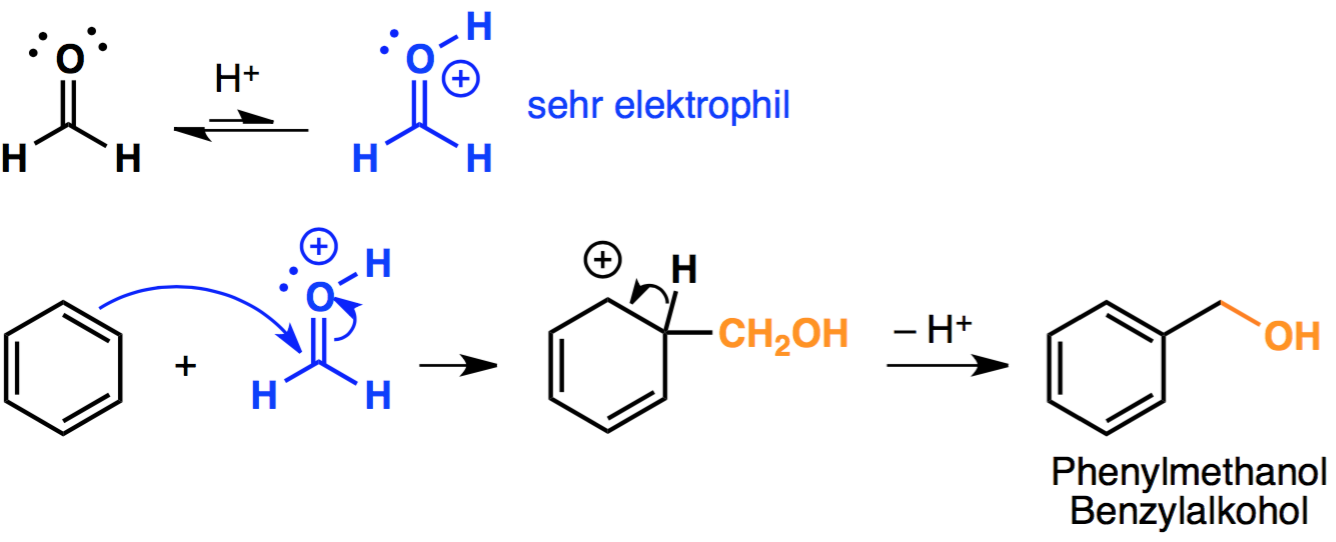 O H
H+
O
⊕
sehr elektrophil
H H H H
⊕
H
O
⊕
H
+
H H
CH2OH
– H+
OH
Phenylmethanol
Benzylalkohol